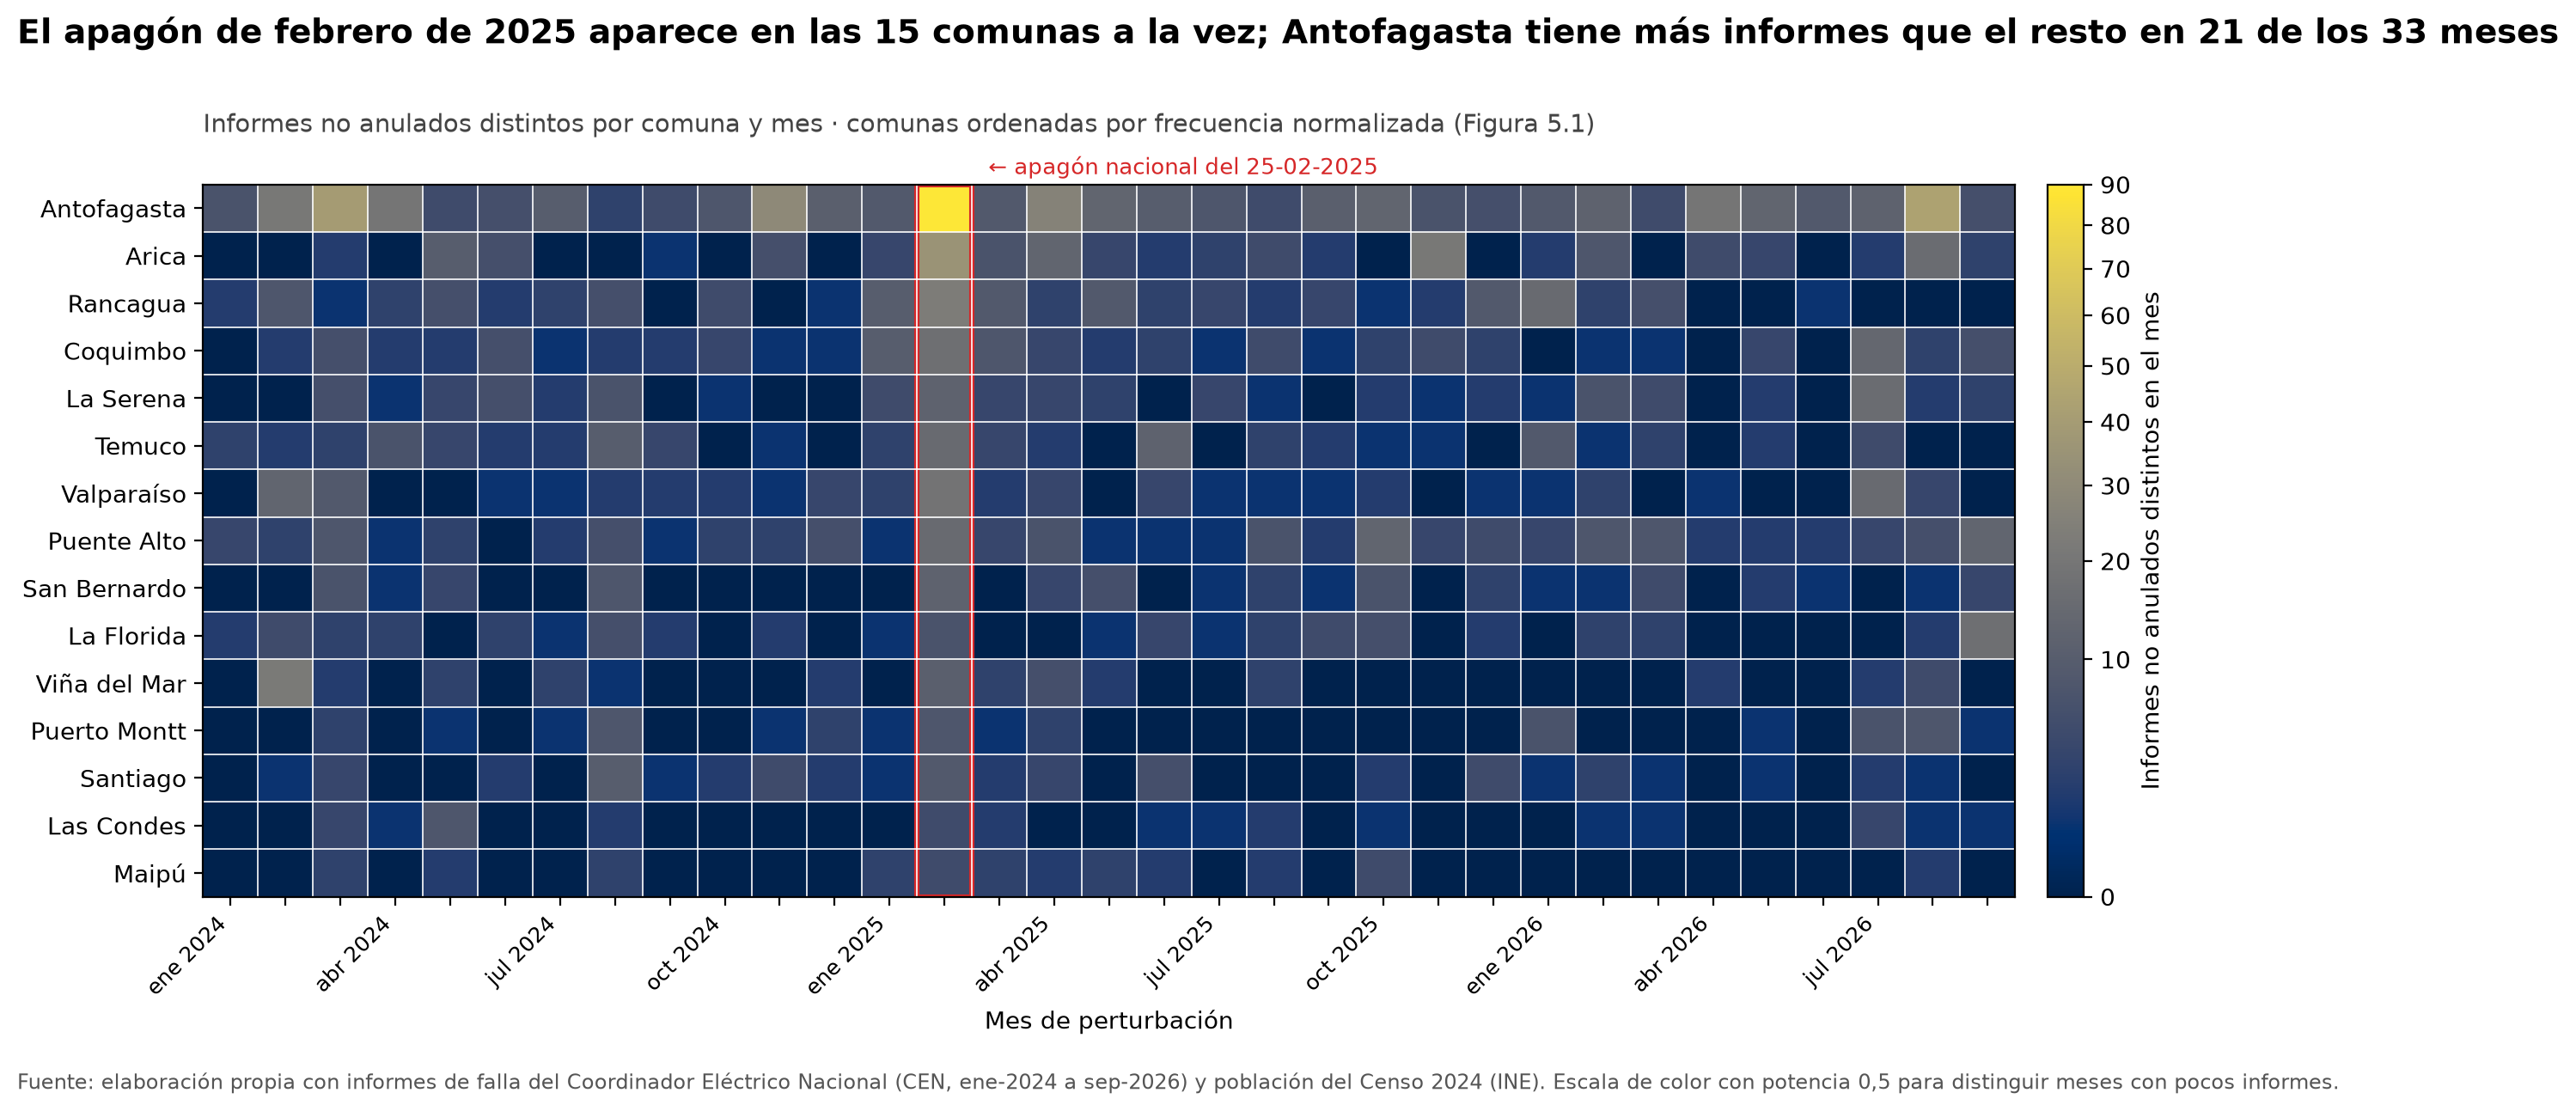 El apagón de febrero de 2025 aparece en las 15 comunas a la vez; Antofagasta tiene más informes que el resto en 21 de los 33 meses
Informes no anulados distintos por comuna y mes · comunas ordenadas por frecuencia normalizada (Figura 5.1)
← apagón nacional del 25-02-2025
Antofagasta
Arica
Rancagua
Coquimbo
La Serena
Temuco
Valparaíso
Puente Alto
San Bernardo
La Florida
Viña del Mar
Puerto Montt
Santiago
Las Condes
Maipú
ene 2024
abr 2024
jul 2024
oct 2024
ene 2025
abr 2025
jul 2025
oct 2025
ene 2026
abr 2026
jul 2026
Mes de perturbación
90
80
70
60
50
40
30
20
10
0
Informes no anulados distintos en el mes
Fuente: elaboración propia con informes de falla del Coordinador Eléctrico Nacional (CEN, ene-2024 a sep-2026) y población del Censo 2024 (INE). Escala de color con potencia 0,5 para distinguir meses con pocos informes.